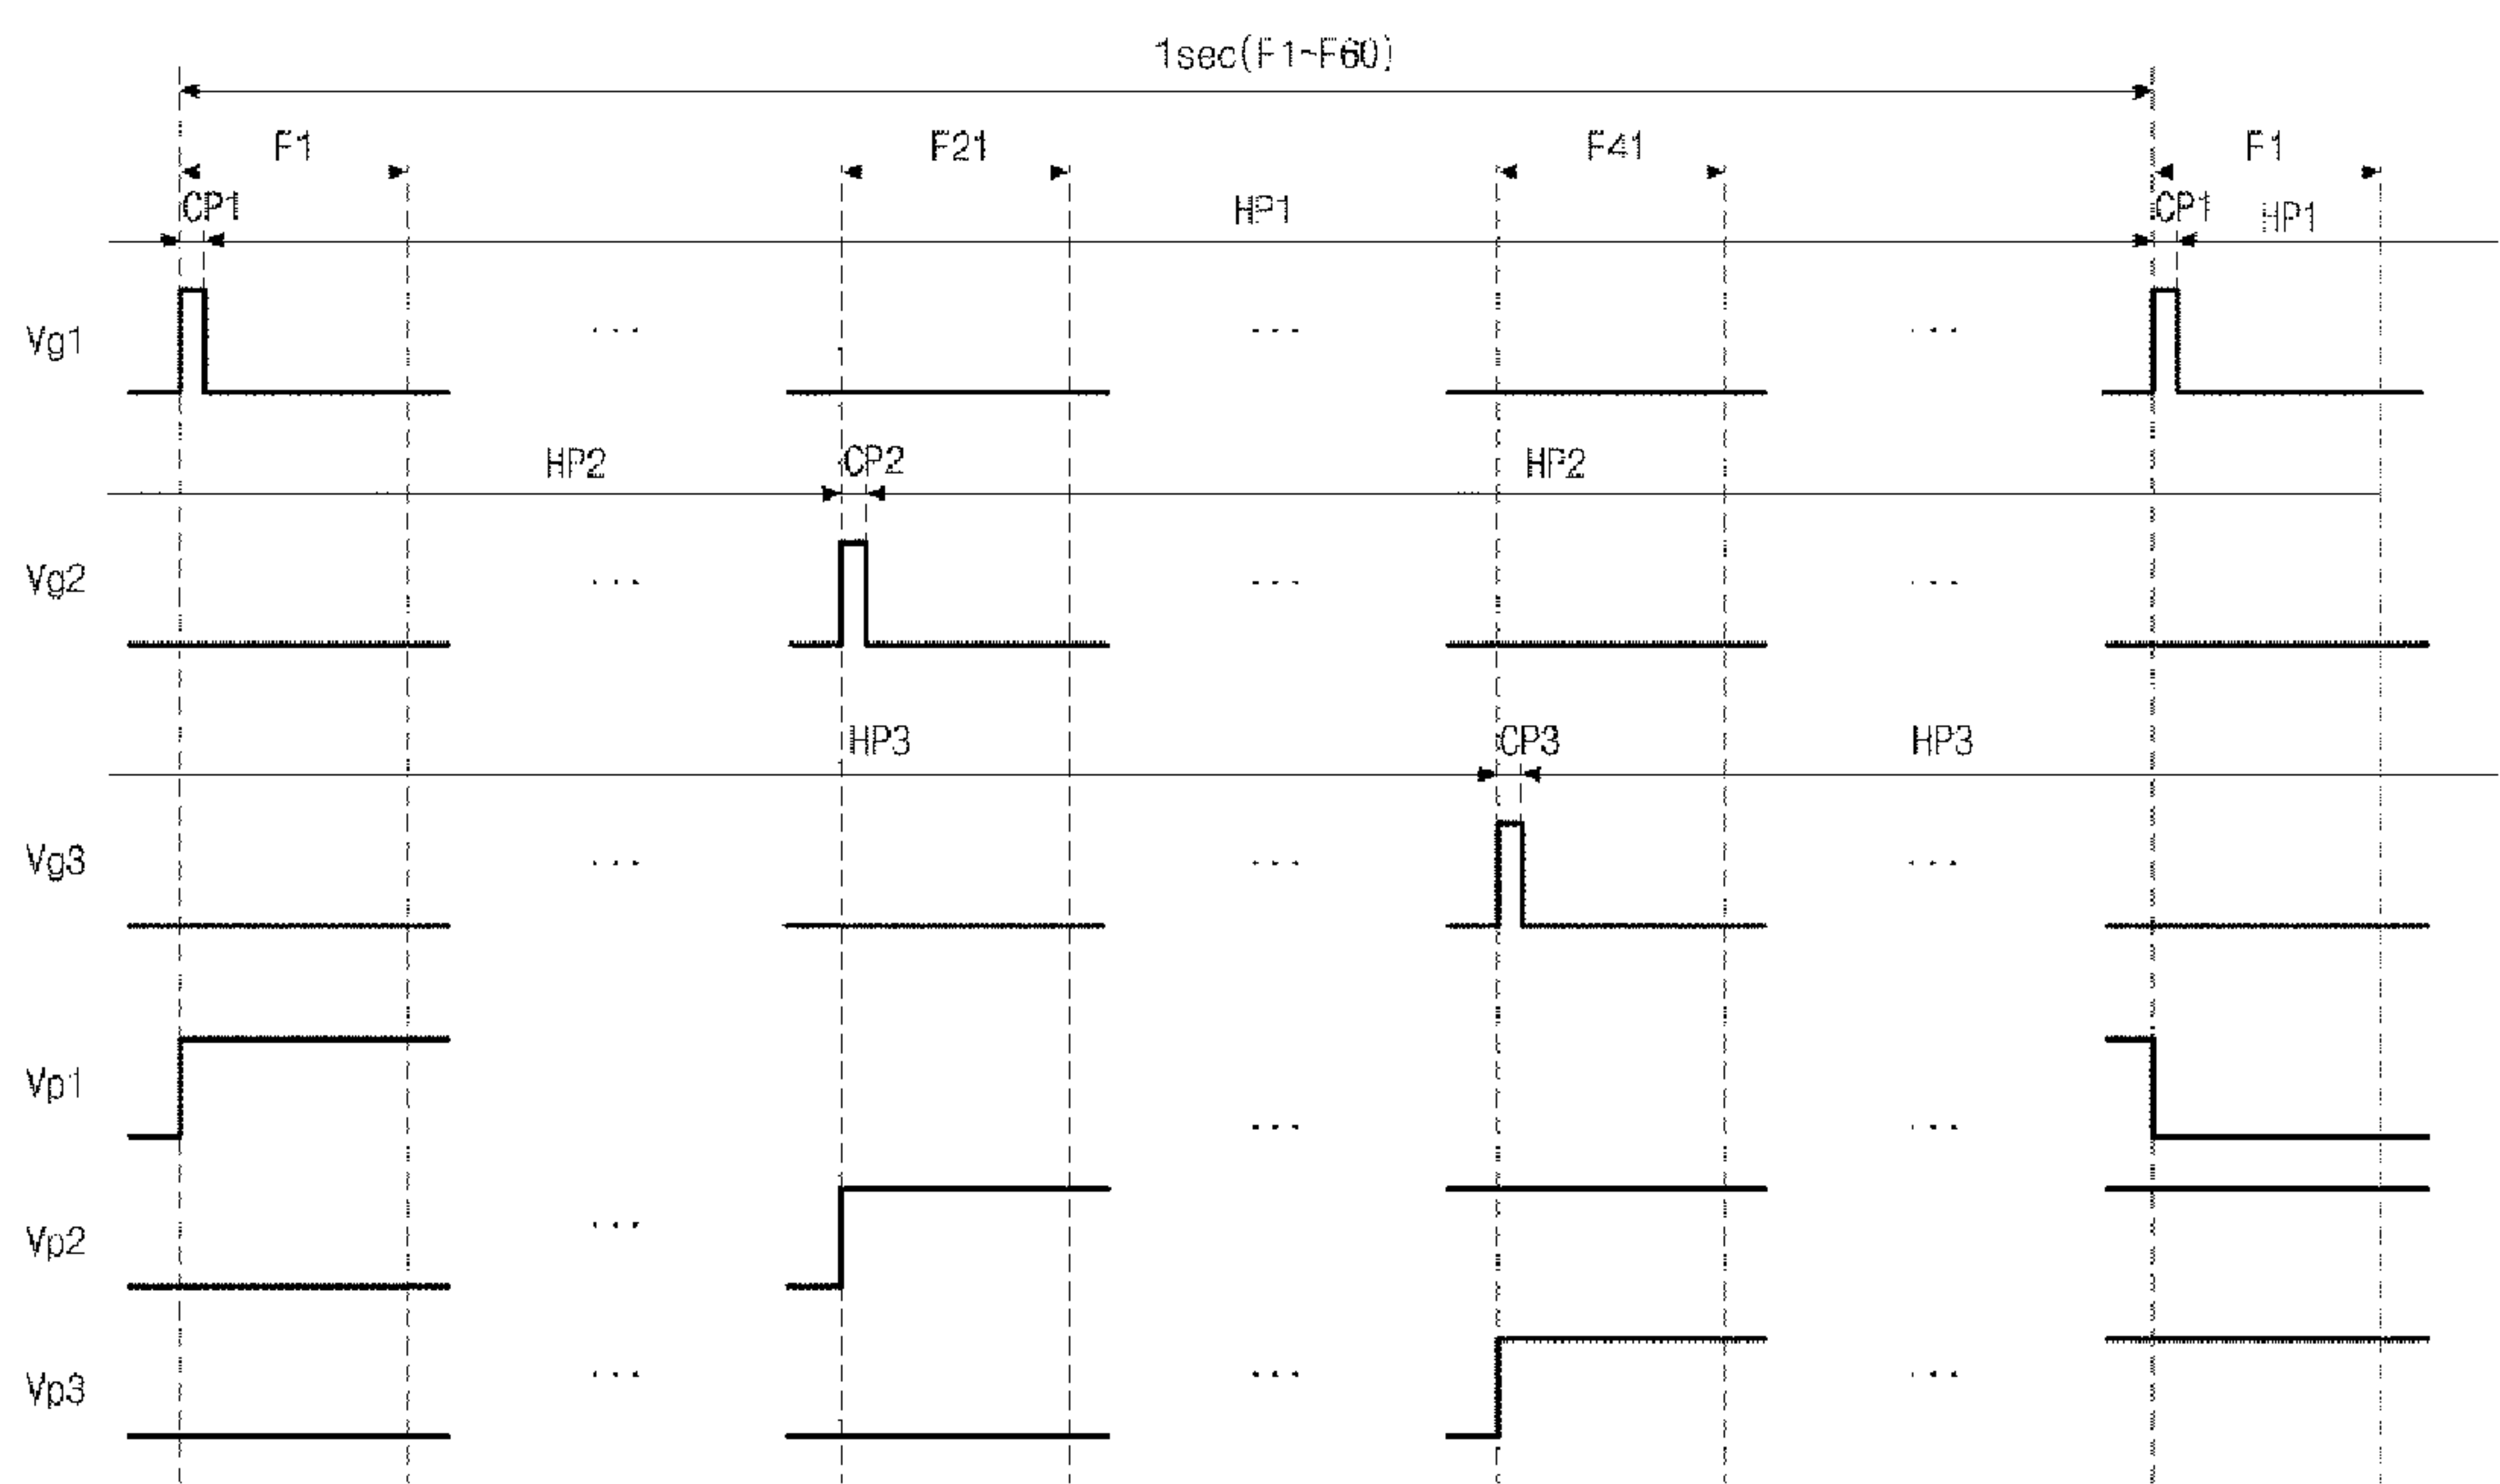 1sec(F1~F60)
F1 F21 F41 F1
CP1 HP1 CP1 HP1
Vg1 ... ... ...
HP2 CP2 HP2
Vg2 ... ... ...
HP3 CP3 HP3
Vg3 ... ... ...
Vp1 ... ...
Vp2 ...
Vp3 ... ... ...